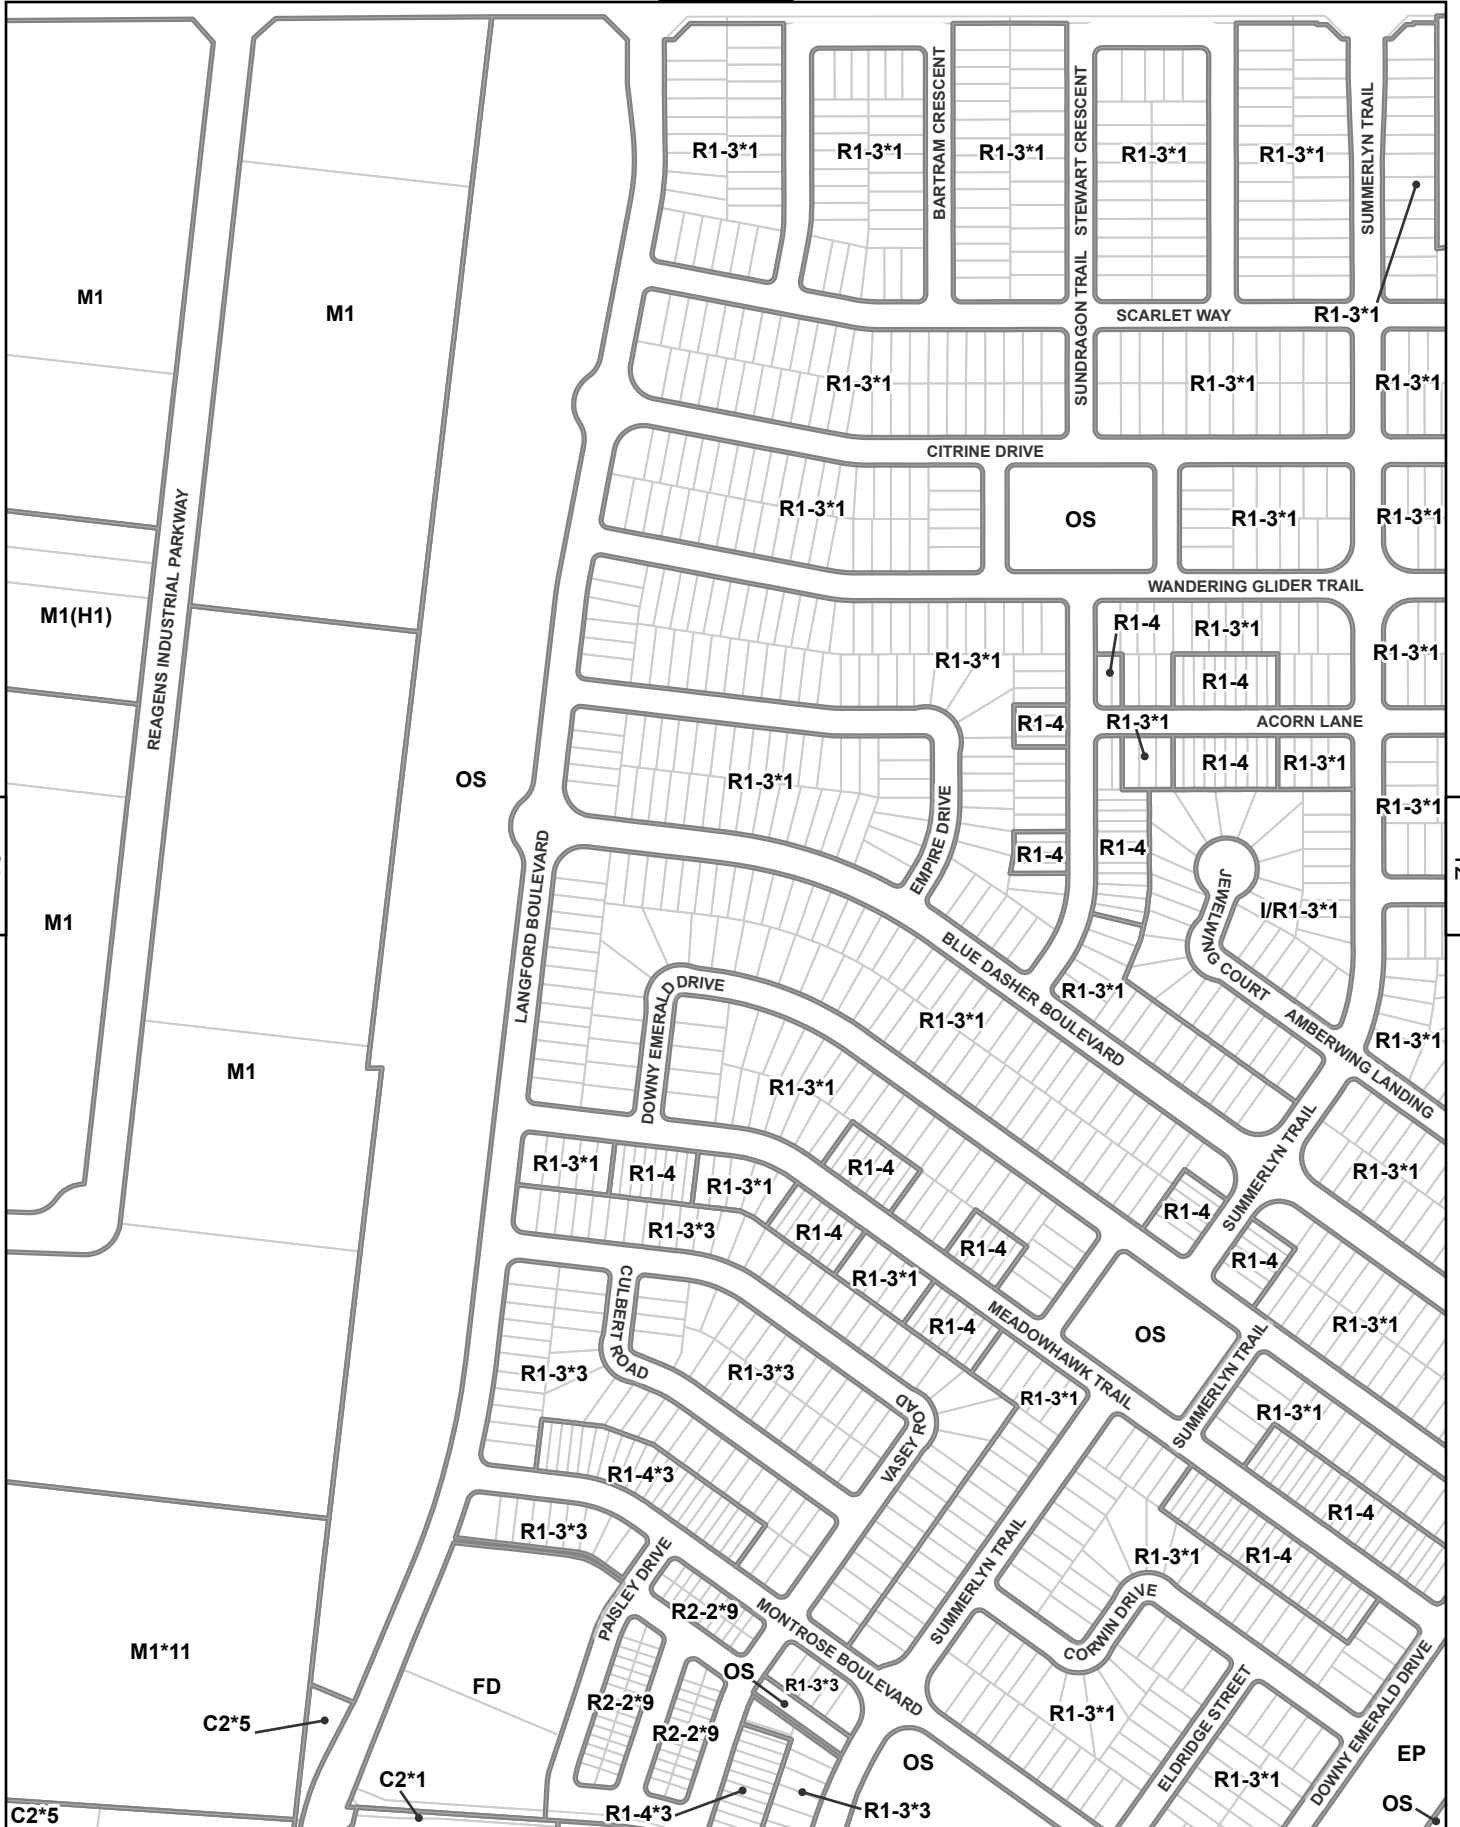 R1-3*1
R1-3*1
BARTRAM CRESCENT
R1-3*1
STEWART CRESCENT
R1-3*1
R1-3*1
SUMMERLYN TRAIL
M1
M1
SUNDRAGON TRAIL
SCARLET WAY
R1-3*1
R1-3*1
R1-3*1
R1-3*1
CITRINE DRIVE
R1-3*1
OS
R1-3*1
R1-3*1
REAGENS INDUSTRIAL PARKWAY
WANDERING GLIDER TRAIL
M1(H1)
R1-4
R1-3*1
R1-3*1
R1-3*1
R1-4
R1-4
R1-3*1
ACORN LANE
OS
R1-3*1
R1-4
R1-3*1
R1-3*1
EMPIRE DRIVE
R1-4
R1-4
LANGFORD BOULEVARD
JEWELWING COURT
I/R1-3*1
M1
BLUE DASHER BOULEVARD
R1-3*1
DOWNY EMERALD DRIVE
R1-3*1
AMBERWING LANDING
R1-3*1
M1
R1-3*1
SUMMERLYN TRAIL
R1-3*1
R1-4
R1-3*1
R1-4
R1-3*1
R1-4
R1-3*3
R1-4
R1-4
R1-4
R1-3*1
CULBERT ROAD
R1-4
MEADOWHAWK TRAIL
OS
R1-3*1
SUMMERLYN TRAIL
R1-3*3
R1-3*3
R1-3*1
VASEY ROAD
R1-3*1
R1-4*3
R1-4
R1-3*3
R1-3*1
R1-4
SUMMERLYN TRAIL
PAISLEY DRIVE
R2-2*9
MONTROSE BOULEVARD
CORWIN DRIVE
M1*11
OS
R1-3*3
FD
R2-2*9
R2-2*9
R1-3*1
ELDRIDGE STREET
DOWNY EMERALD DRIVE
C2*5
OS
EP
C2*1
R1-3*1
C2*5
R1-4*3
R1-3*3
OS